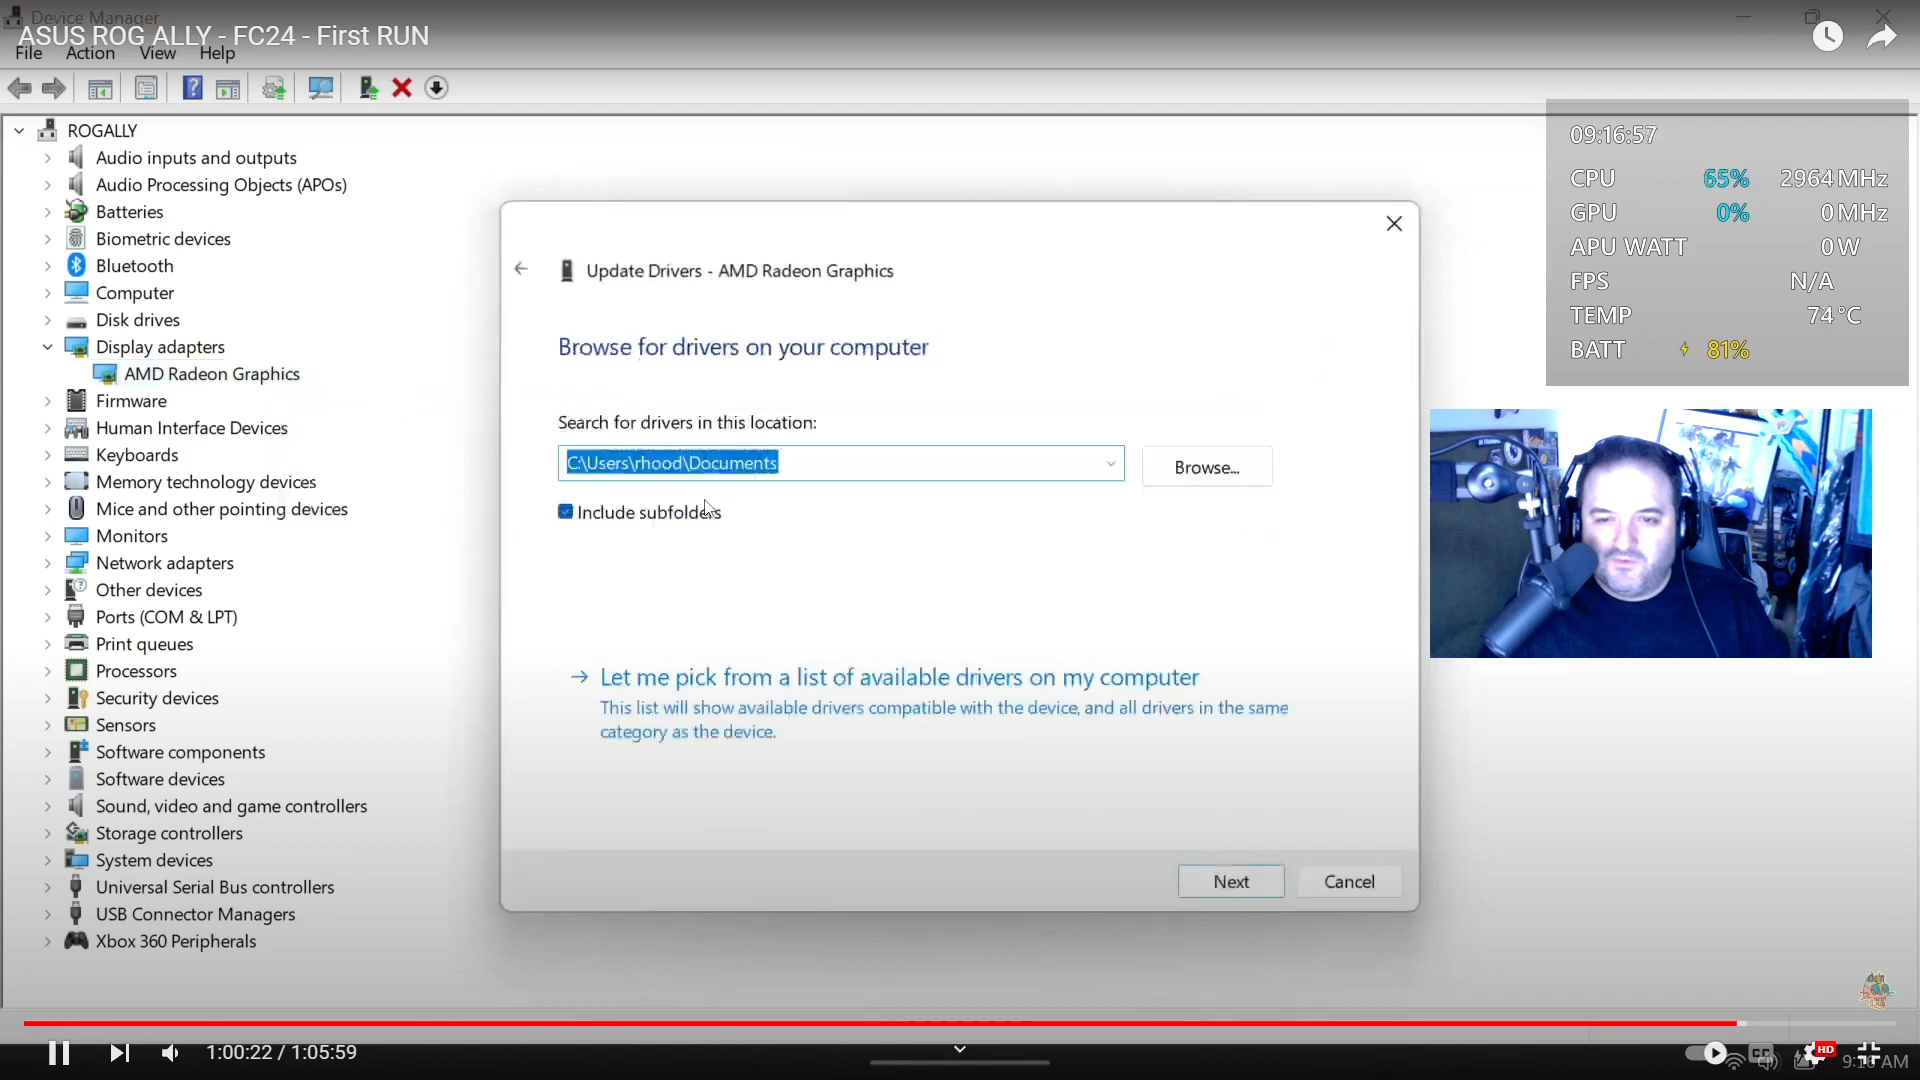 Device Manager
ASUS ROG ALLY - FC24 - First RUN
File Action View Help
ROGALLY
Audio inputs and outputs
Audio Processing Objects (APOs)
Batteries
Biometric devices
Bluetooth
Computer
Disk drives
Display adapters
AMD Radeon Graphics
Firmware
Human Interface Devices
Keyboards
Memory technology devices
Mice and other pointing devices
Monitors
Network adapters
Other devices
Ports (COM & LPT)
Print queues
Processors
Security devices
Sensors
Software components
Software devices
Sound, video and game controllers
Storage controllers
System devices
Universal Serial Bus controllers
USB Connector Managers
Xbox 360 Peripherals
Update Drivers - AMD Radeon Graphics
Browse for drivers on your computer
Search for drivers in this location:
C:\Users\rhood\Documents
Browse...
Include subfolders
Let me pick from a list of available drivers on my computer
This list will show available drivers compatible with the device, and all drivers in the same
category as the device.
Next
Cancel
09:16:57
CPU 65% 2964 MHz
GPU 0% 0 MHz
APU WATT 0 W
FPS N/A
TEMP 74 °C
BATT 81%
1:00:22 / 1:05:59
CC
HD
9:16 AM